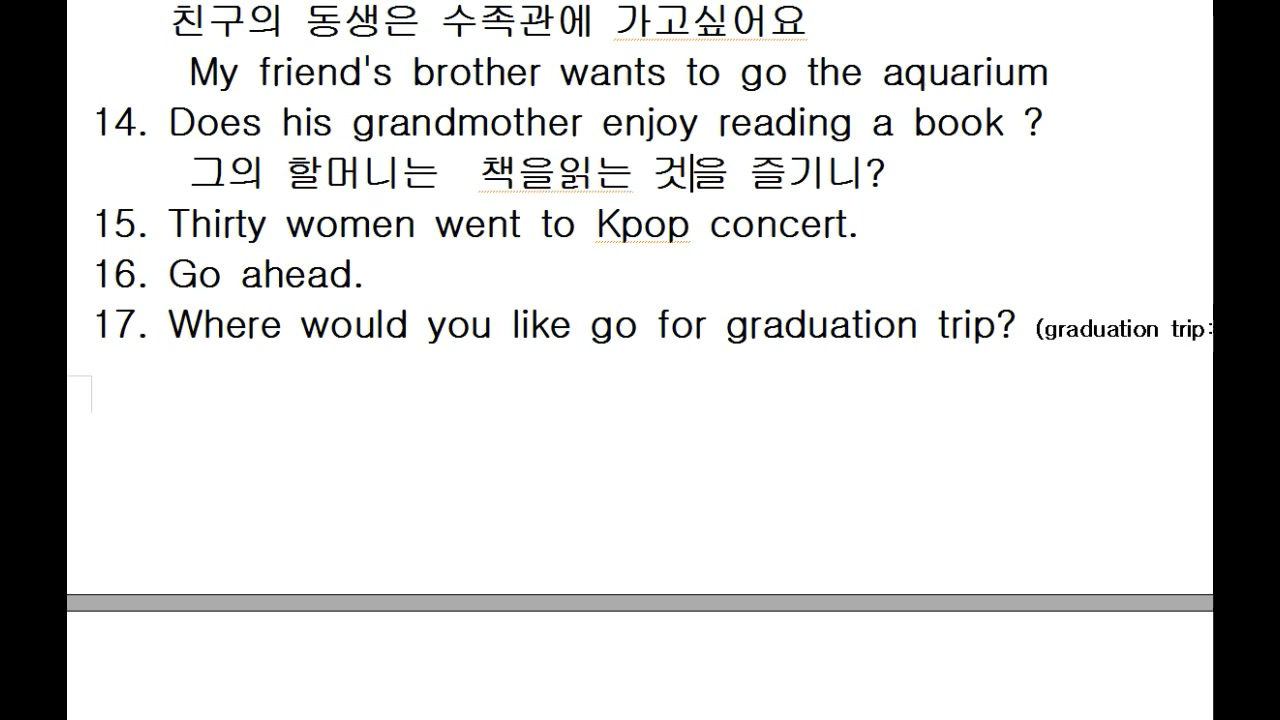 친구의 동생은 수족관에 가고싶어요
My friend's brother wants to go the aquarium
14. Does his grandmother enjoy reading a book ?
그의 할머니는 책을읽는 것을 즐기니?
15. Thirty women went to Kpop concert.
16. Go ahead.
17. Where would you like go for graduation trip? (graduation trip: